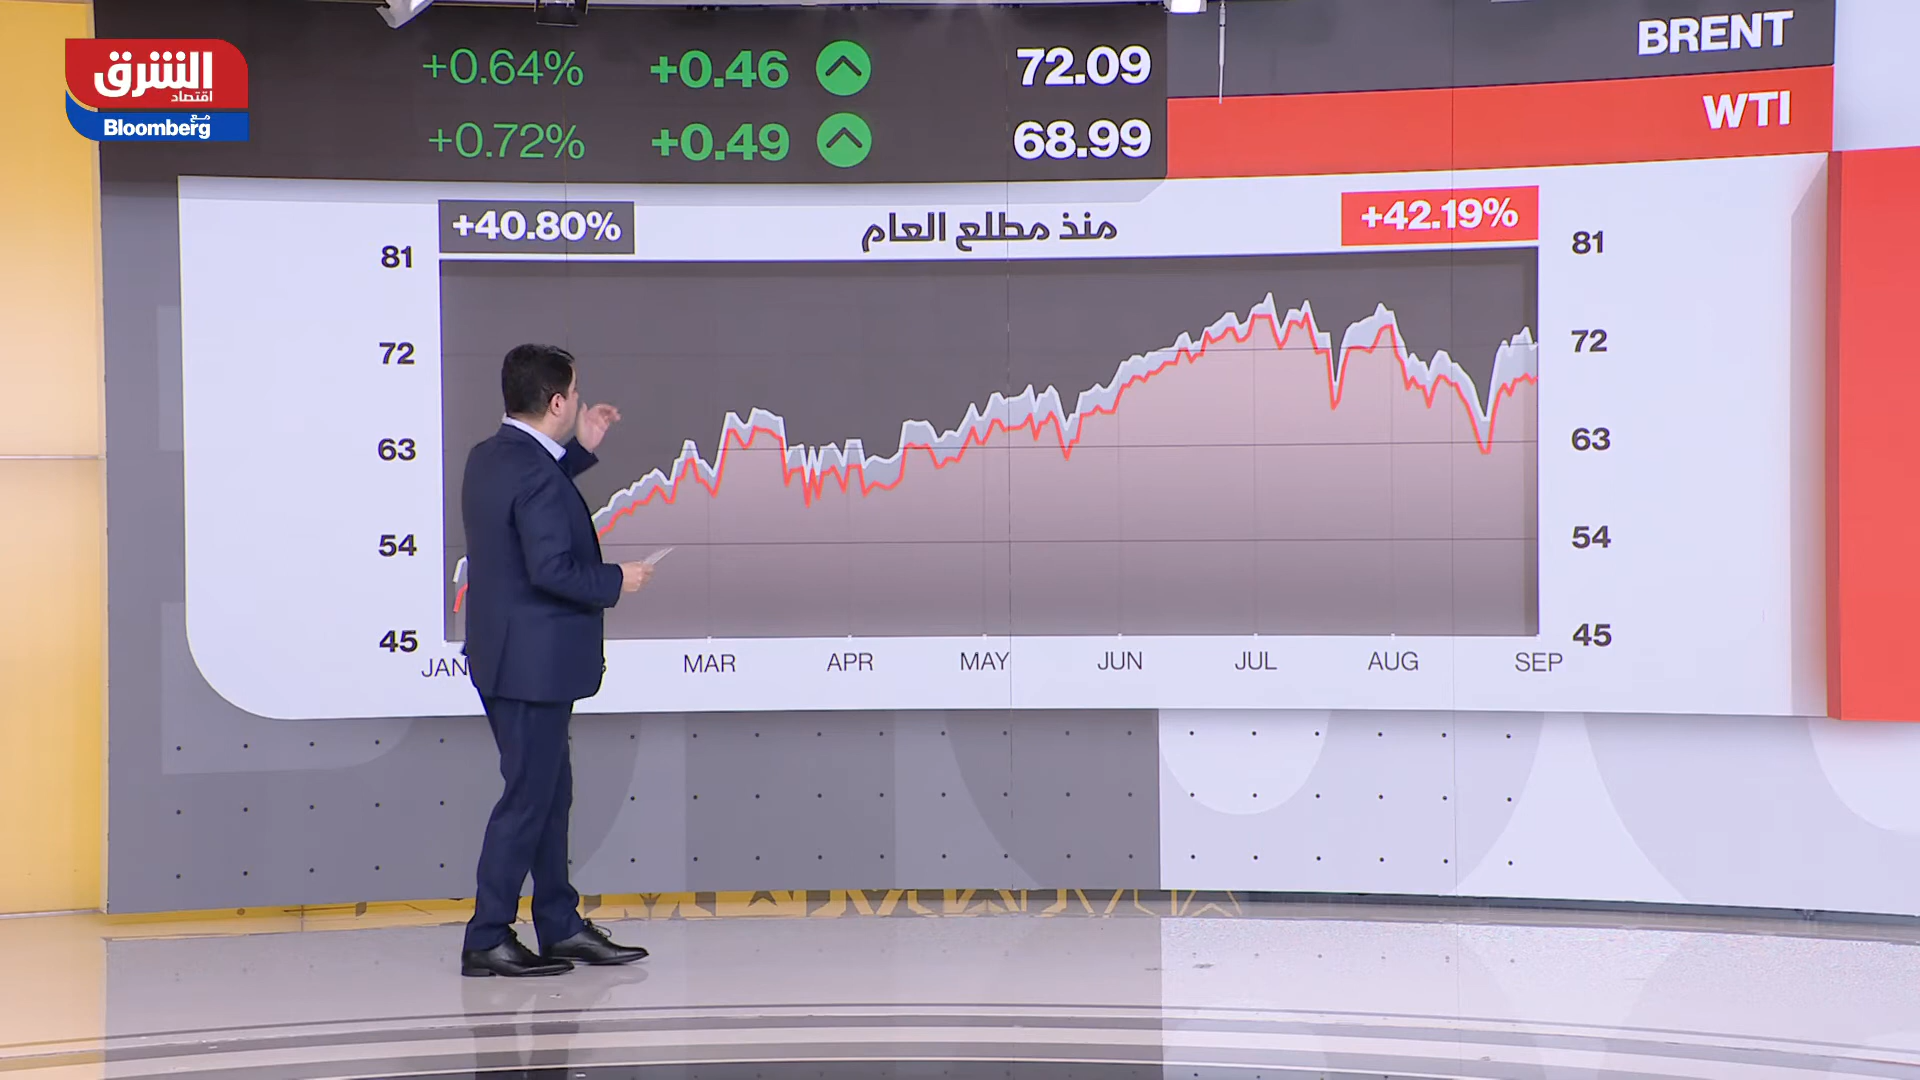 الشرق
اقتصاد
مع
Bloomberg
BRENT
72.09 +0.46 +0.64%
WTI
68.99 +0.49 +0.72%
+40.80% منذ مطلع العام +42.19%
81 81
72 72
63 63
54 54
45 45
JAN MAR APR MAY JUN JUL AUG SEP